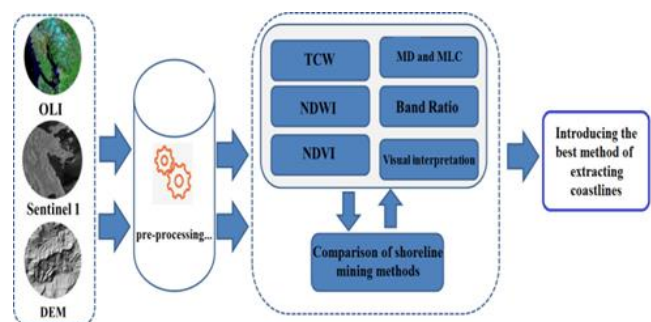 OLI
Sentinel 1
DEM
pre-processing...
TCW
MD and MLC
NDWI
Band Ratio
NDVI
Visual interpretation
Comparison of shoreline
mining methods
Introducing the
best method of
extracting
coastlines